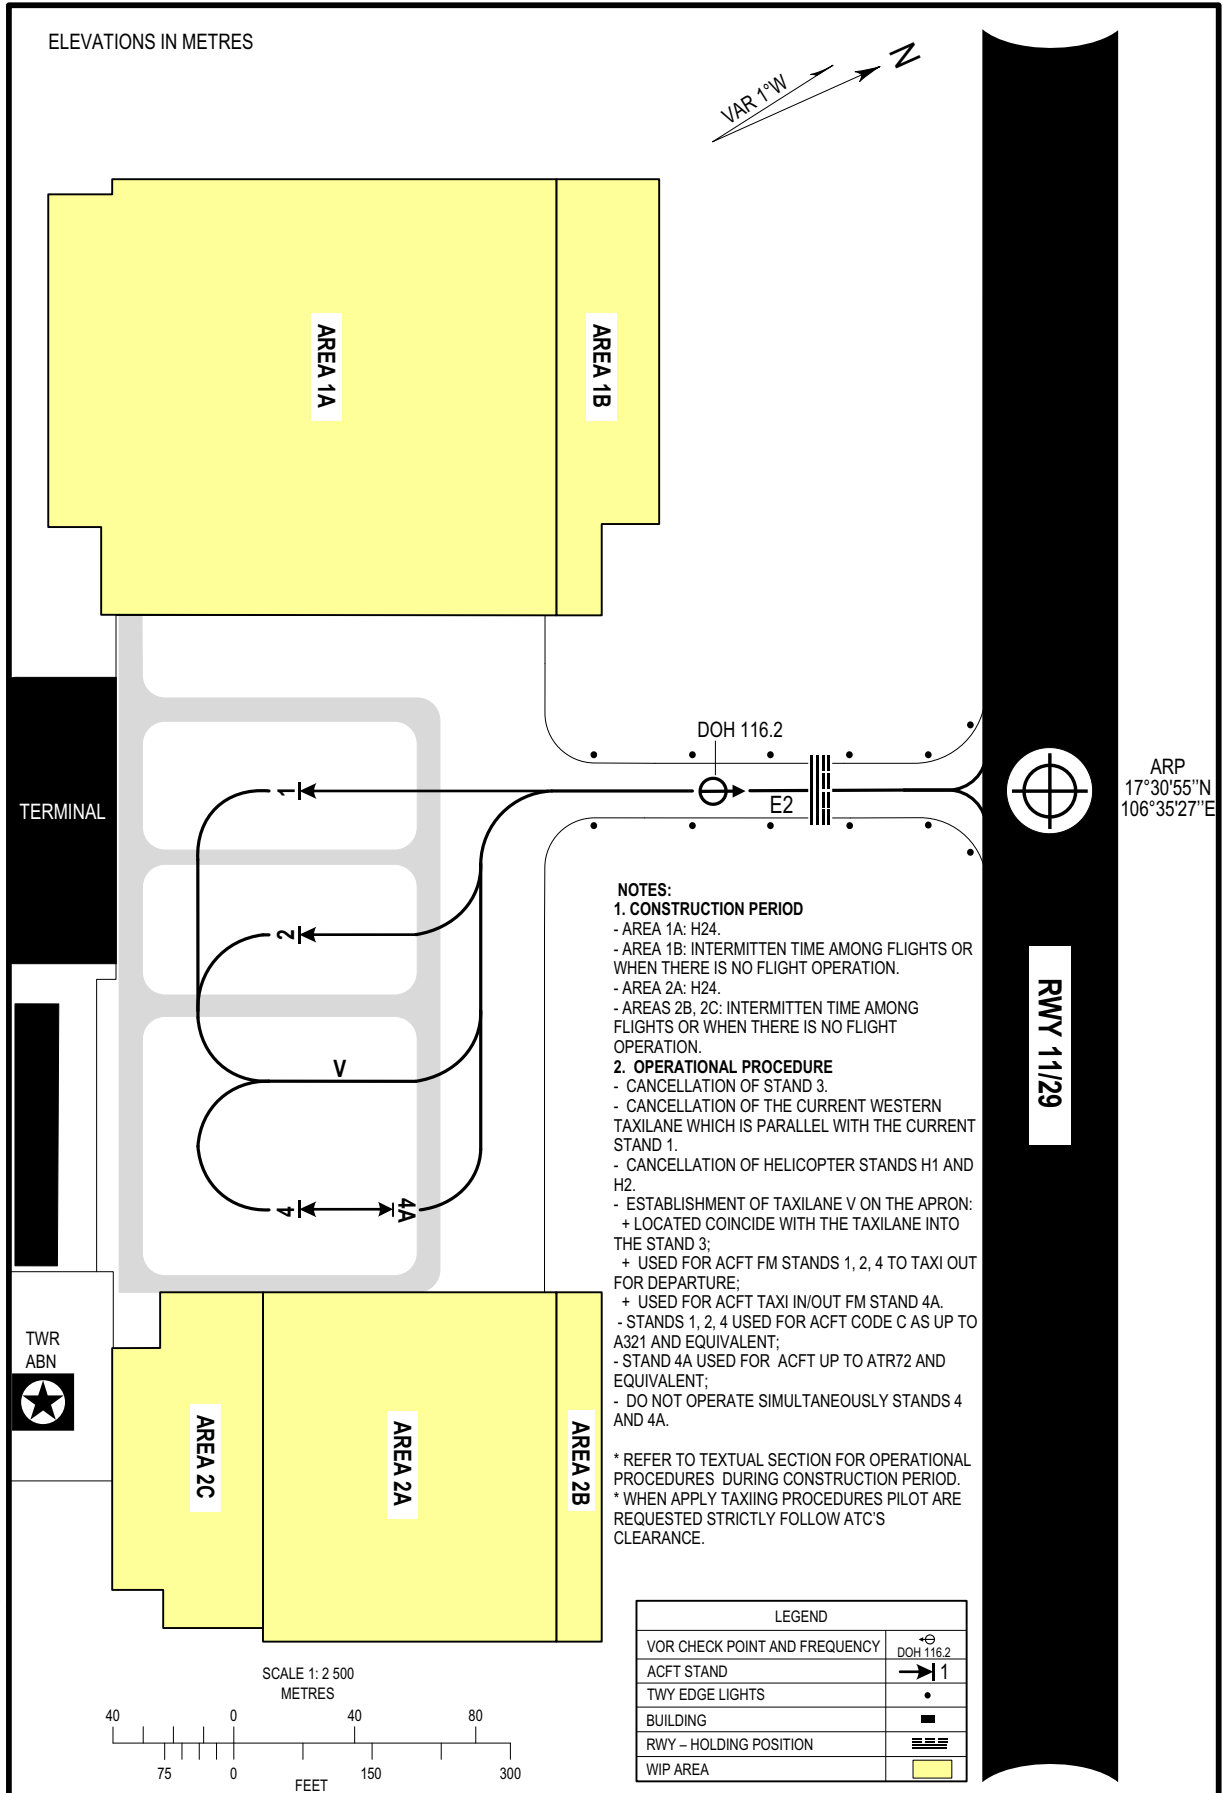 ELEVATIONS IN METRES
VAR 1°W
N
AREA 1A
AREA 1B
DOH 116.2
E2
ARP
17°30'55''N
106°35'27''E
TERMINAL
1
2
V
4
4A
RWY 11/29
NOTES:
1. CONSTRUCTION PERIOD
- AREA 1A: H24.
- AREA 1B: INTERMITTEN TIME AMONG FLIGHTS OR
WHEN THERE IS NO FLIGHT OPERATION.
- AREA 2A: H24.
- AREAS 2B, 2C: INTERMITTEN TIME AMONG
FLIGHTS OR WHEN THERE IS NO FLIGHT
OPERATION.
2. OPERATIONAL PROCEDURE
- CANCELLATION OF STAND 3.
- CANCELLATION OF THE CURRENT WESTERN
TAXILANE WHICH IS PARALLEL WITH THE CURRENT
STAND 1.
- CANCELLATION OF HELICOPTER STANDS H1 AND
H2.
- ESTABLISHMENT OF TAXILANE V ON THE APRON:
+ LOCATED COINCIDE WITH THE TAXILANE INTO
THE STAND 3;
+ USED FOR ACFT FM STANDS 1, 2, 4 TO TAXI OUT
FOR DEPARTURE;
+ USED FOR ACFT TAXI IN/OUT FM STAND 4A.
- STANDS 1, 2, 4 USED FOR ACFT CODE C AS UP TO
A321 AND EQUIVALENT;
- STAND 4A USED FOR ACFT UP TO ATR72 AND
EQUIVALENT;
- DO NOT OPERATE SIMULTANEOUSLY STANDS 4
AND 4A.
* REFER TO TEXTUAL SECTION FOR OPERATIONAL
PROCEDURES DURING CONSTRUCTION PERIOD.
* WHEN APPLY TAXIING PROCEDURES PILOT ARE
REQUESTED STRICTLY FOLLOW ATC'S
CLEARANCE.
TWR
ABN
AREA 2C
AREA 2A
AREA 2B
SCALE 1: 2 500
METRES
40 0 40 80
75 0 150 300
FEET
LEGEND
VOR CHECK POINT AND FREQUENCY DOH 116.2
ACFT STAND 1
TWY EDGE LIGHTS
BUILDING
RWY – HOLDING POSITION
WIP AREA